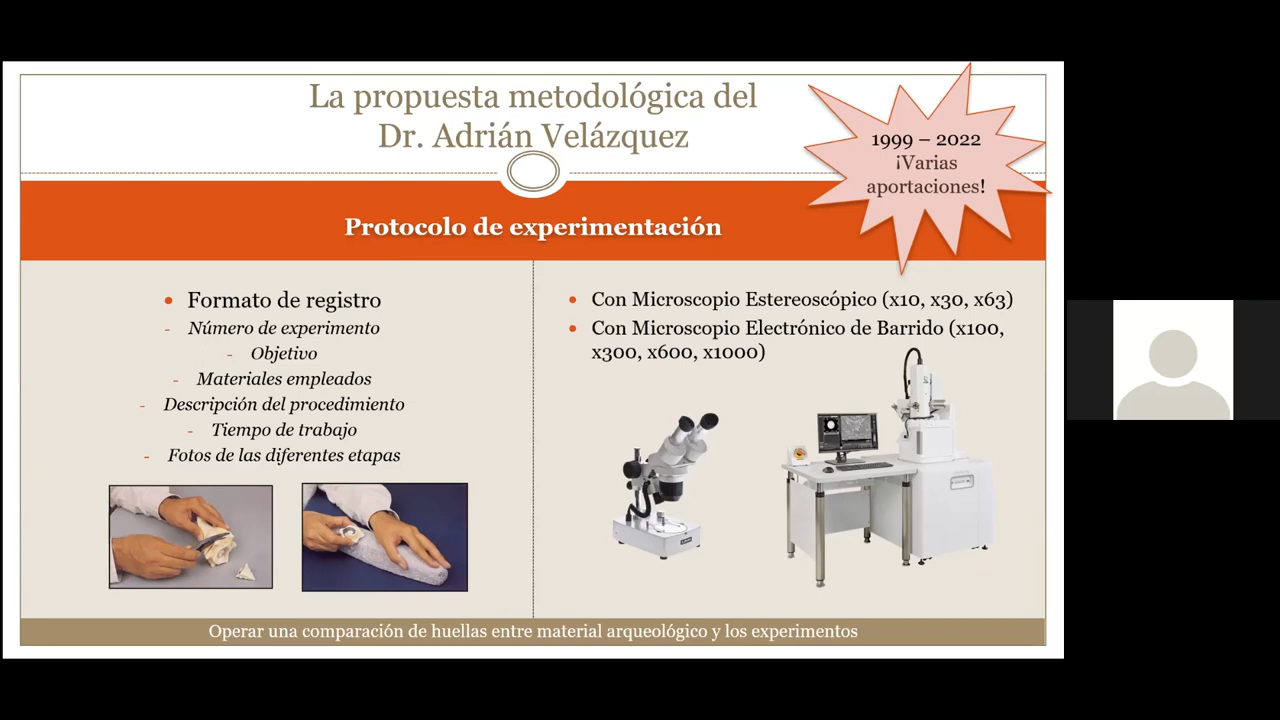 La propuesta metodológica del
Dr. Adrián Velázquez
1999 – 2022
¡Varias
aportaciones!
Protocolo de experimentación
• Formato de registro
- Número de experimento
- Objetivo
- Materiales empleados
- Descripción del procedimiento
- Tiempo de trabajo
- Fotos de las diferentes etapas
• Con Microscopio Estereoscópico (x10, x30, x63)
• Con Microscopio Electrónico de Barrido (x100,
x300, x600, x1000)
Operar una comparación de huellas entre material arqueológico y los experimentos